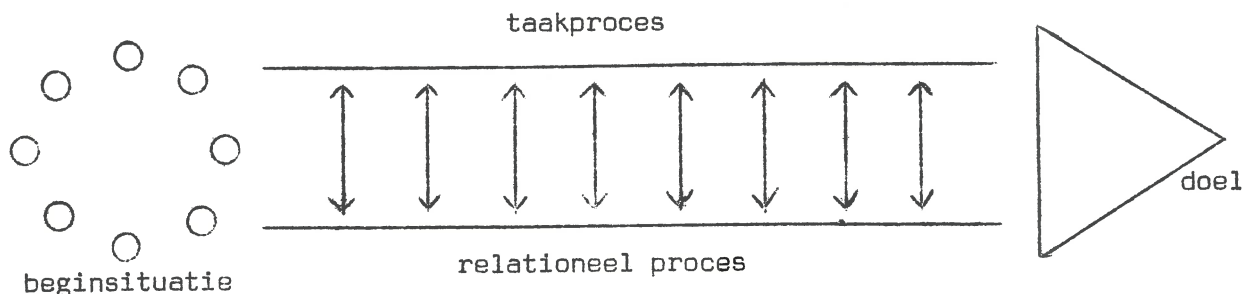 taakproces
doel
relationeel proces
beginsituatie